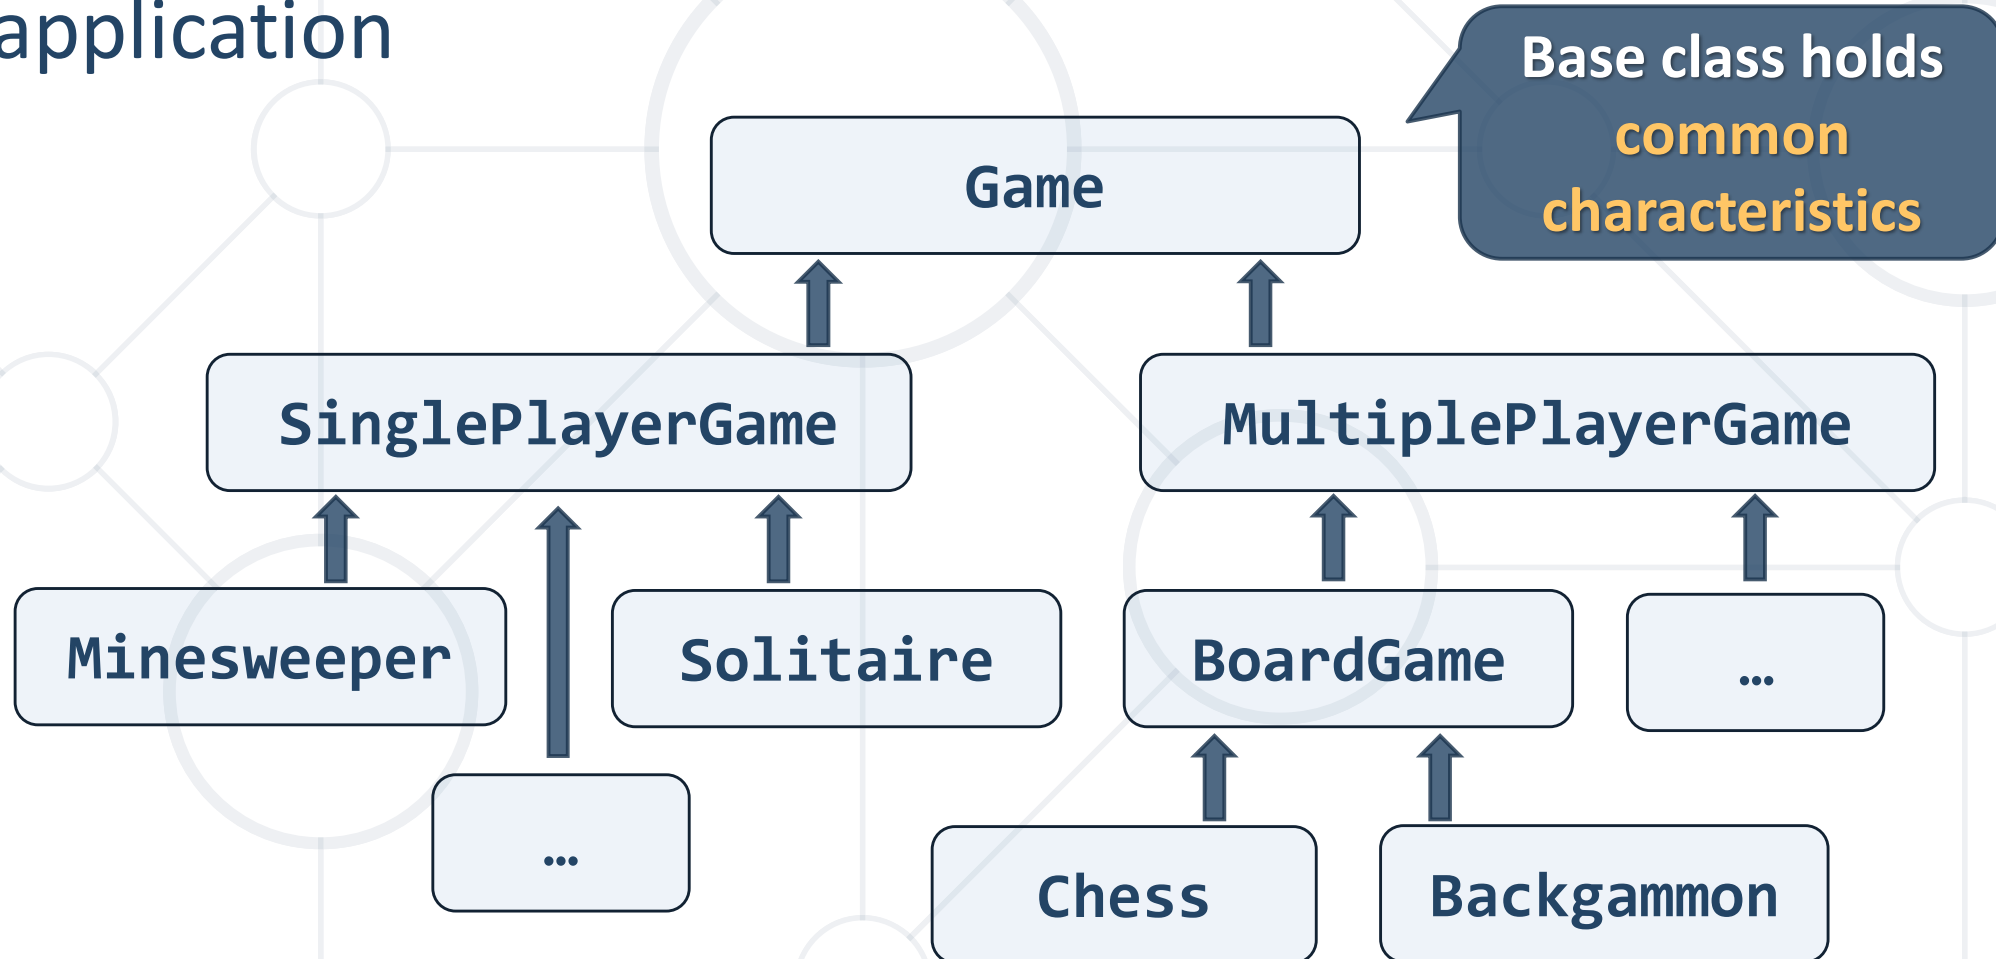 application
Base class holds
common
characteristics
Game
SinglePlayerGame
MultiplePlayerGame
Minesweeper
Solitaire
BoardGame
…
…
Chess
Backgammon